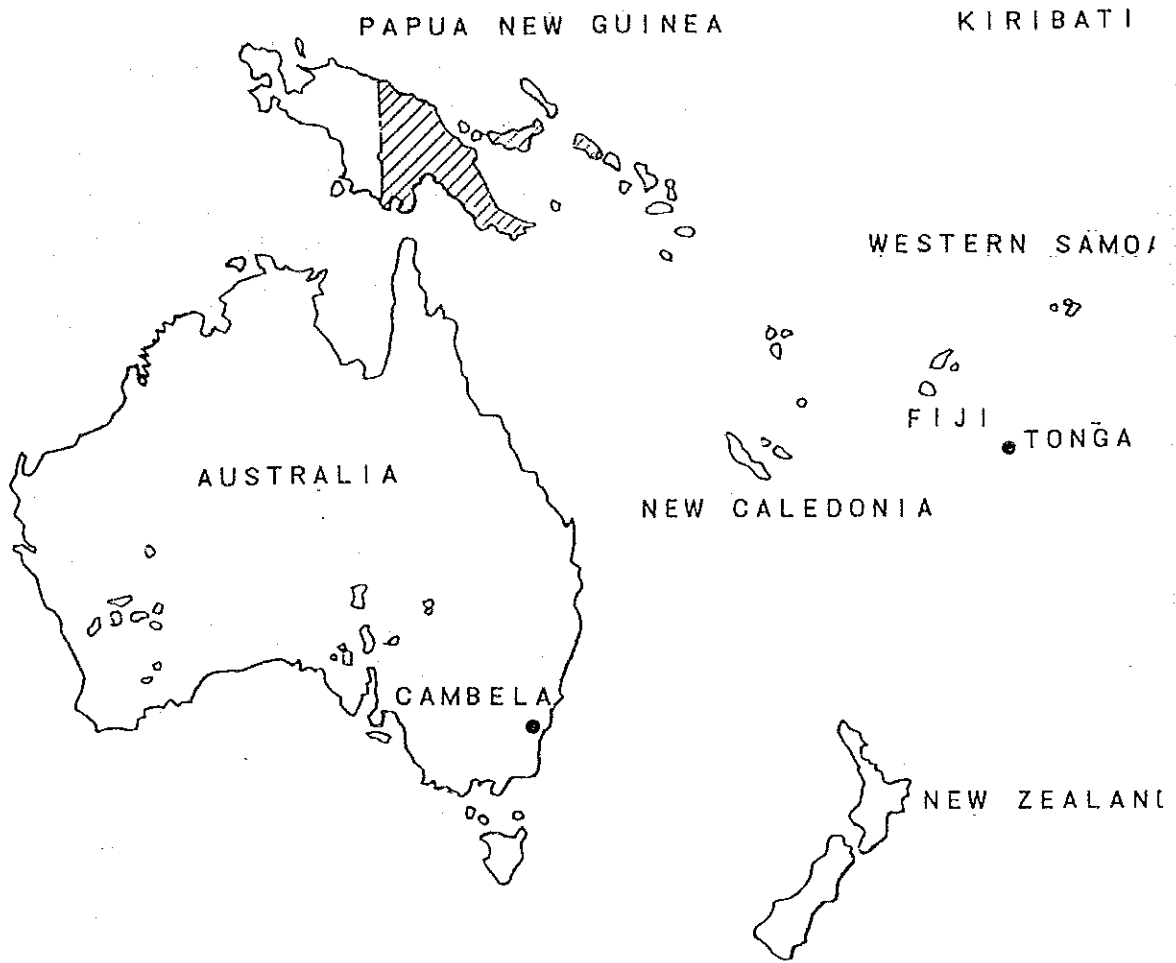 PAPUA NEW GUINEA
KIRIBATI
WESTERN SAMOA
FIJI
TONGA
AUSTRALIA
NEW CALEDONIA
CAMBELA
NEW ZEALAND